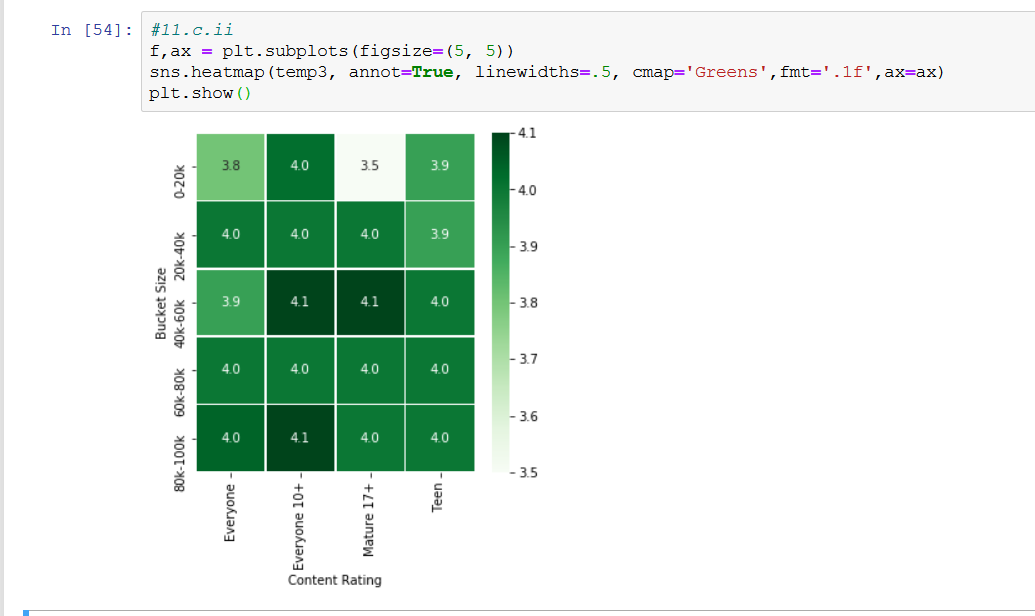 In [54]: #11.c.ii
f,ax = plt.subplots(figsize=(5, 5))
sns.heatmap(temp3, annot=True, linewidths=.5, cmap='Greens',fmt='.1f',ax=ax)
plt.show()
4.1
4.0
3.9
3.8
3.7
3.6
3.5
Bucket Size
0-20k 3.8 4.0 3.5 3.9
20k-40k 4.0 4.0 4.0 3.9
40k-60k 3.9 4.1 4.1 4.0
60k-80k 4.0 4.0 4.0 4.0
80k-100k 4.0 4.1 4.0 4.0
Everyone Everyone 10+ Mature 17+ Teen
Content Rating